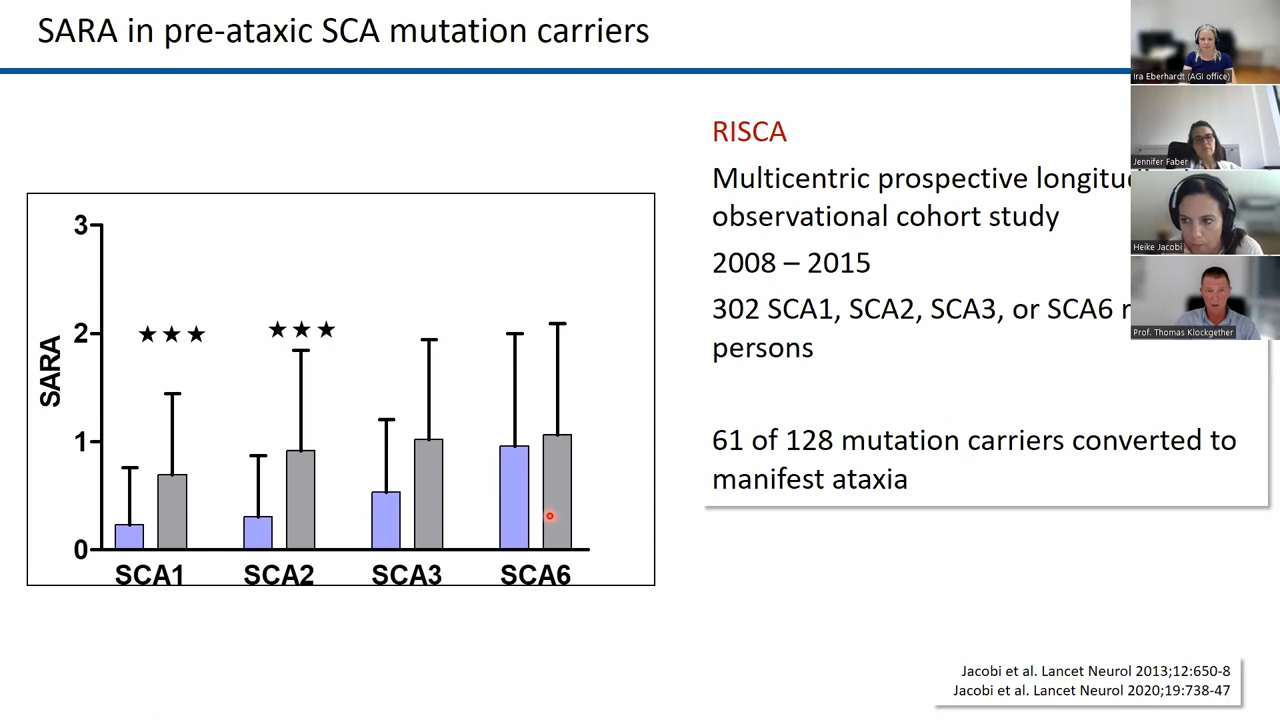 SARA in pre-ataxic SCA mutation carriers
Ira Eberhardt (AGI office)
Jennifer Faber
Heike Jacobi
Prof. Thomas Klockgether
RISCA
Multicentric prospective
observational cohort study
2008 – 2015
302 SCA1, SCA2, SCA3, or SCA6
persons
61 of 128 mutation carriers converted to
manifest ataxia
SARA
3
2
1
0
★★★ ★★★
SCA1 SCA2 SCA3 SCA6
Jacobi et al. Lancet Neurol 2013;12:650-8
Jacobi et al. Lancet Neurol 2020;19:738-47